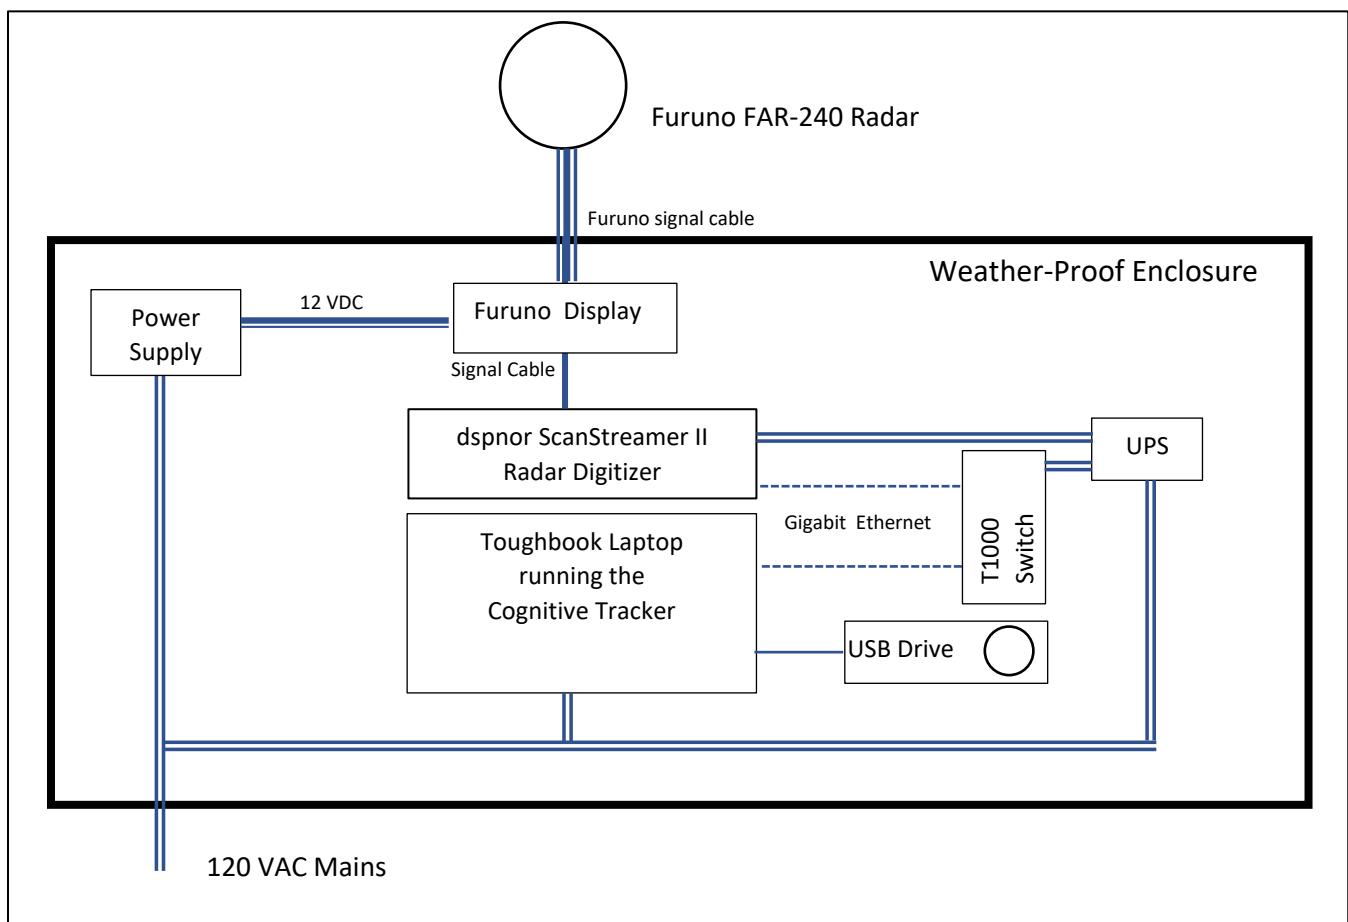 Furuno FAR-240 Radar
Furuno signal cable
Weather-Proof Enclosure
12 VDC
Power
Supply
Furuno Display
Signal Cable
dspnor ScanStreamer II
Radar Digitizer
UPS
T1000
Switch
Gigabit Ethernet
Toughbook Laptop
running the
Cognitive Tracker
USB Drive
120 VAC Mains